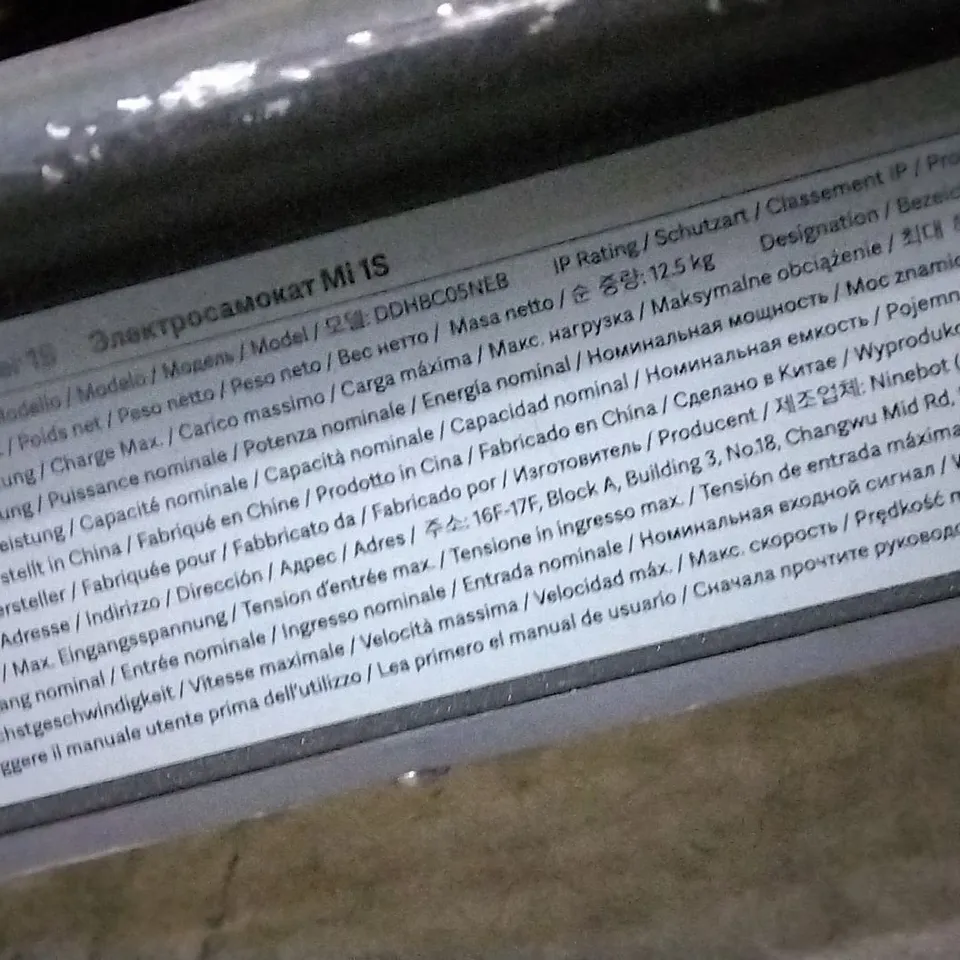 1S Электросамокат Mi 1S
Modello / Modelo / Модель / Model / 모델: DDHBC05NEB IP Rating / Schutzart / Classement IP /
/ Poids net / Peso netto / Peso neto / Вес нетто / Masa netto / 순 중량: 12.5 kg Designation /
/ Charge Max. / Carico massimo / Carga máxima / Макс. нагрузка / Maksymalne obciążenie / 최대
/ Puissance nominale / Potenza nominale / Energía nominal / Номинальная мощность / Moc
/ Capacité nominale / Capacità nominale / Capacidad nominal / Номинальная емкость /
in China / Fabriqué en Chine / Prodotto in Cina / Fabricado en China / Сделано в Китае /
/ Fabriquée pour / Fabbricato da / Fabricado por / Изготовитель / Producent / 제조업체: Ninebot (
Adresse / Indirizzo / Dirección / Адрес / Adres / 주소: 16F-17F, Block A, Building 3, No.18, Changwu Mid Rd,
/ Max. Eingangsspannung / Tension d'entrée max. / Tensione in ingresso max. / Tensión de entrada máxima
nominal / Entrée nominale / Ingresso nominale / Entrada nominale / Номинальная входной сигнал /
/ Vitesse maximale / Velocità massima / Velocidad máx. / Макс. скорость / Prędkość
il manuale utente prima dell'utilizzo / Lea primero el manual de usuario / Сначала прочтите